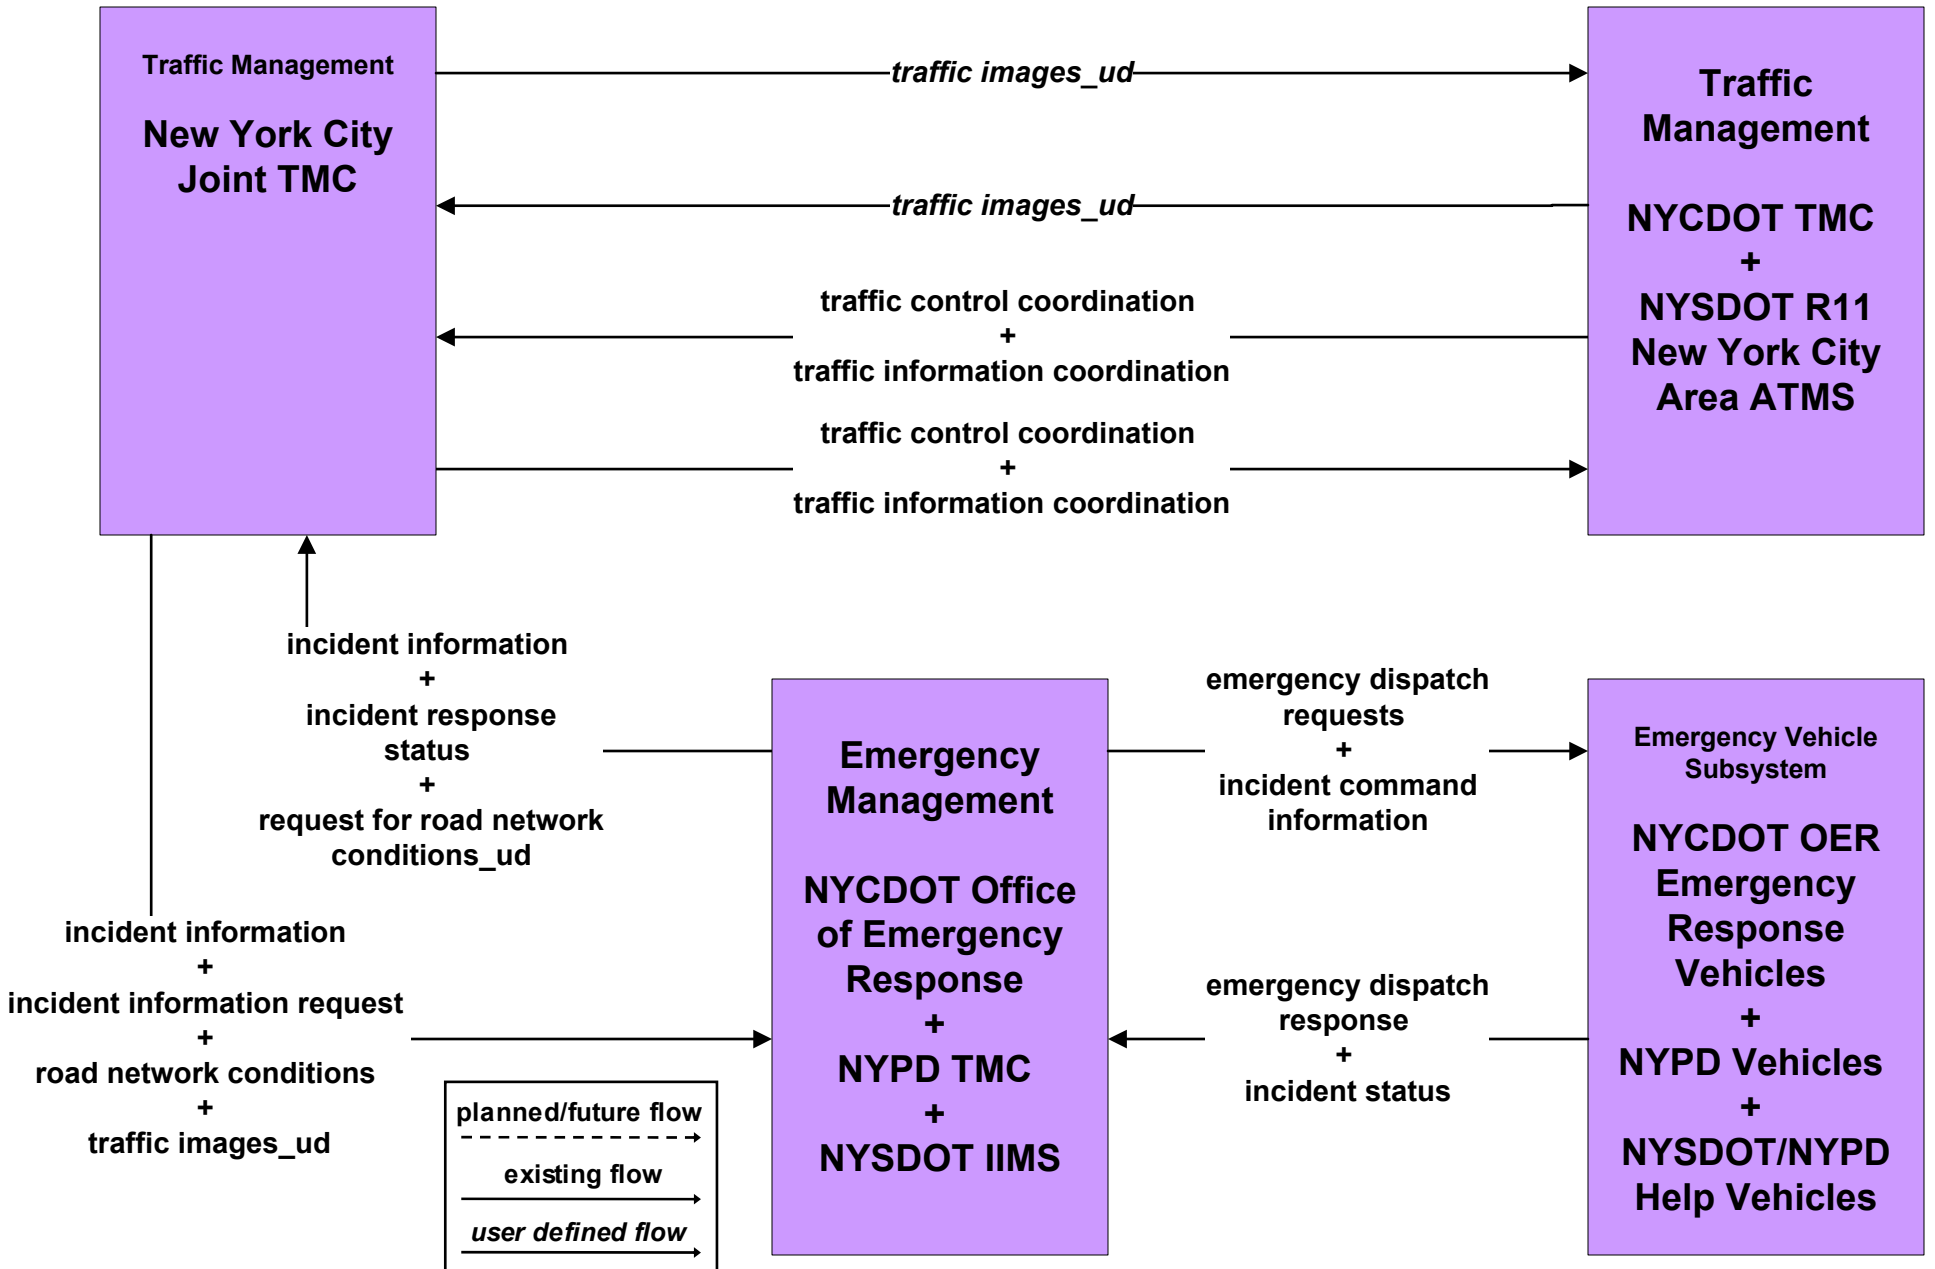 Traffic Management
New York City
Joint TMC
traffic images_ud
traffic images_ud
traffic control coordination
+
traffic information coordination
traffic control coordination
+
traffic information coordination
Traffic
Management
NYCDOT TMC
+
NYSDOT R11
New York City
Area ATMS
incident information
+
incident response
status
+
request for road network
conditions_ud
incident information
+
incident information request
+
road network conditions
+
traffic images_ud
planned/future flow
existing flow
user defined flow
Emergency
Management
NYCDOT Office
of Emergency
Response
+
NYPD TMC
+
NYSDOT IIMS
emergency dispatch
requests
+
incident command
information
emergency dispatch
response
+
incident status
Emergency Vehicle
Subsystem
NYCDOT OER
Emergency
Response
Vehicles
+
NYPD Vehicles
+
NYSDOT/NYPD
Help Vehicles